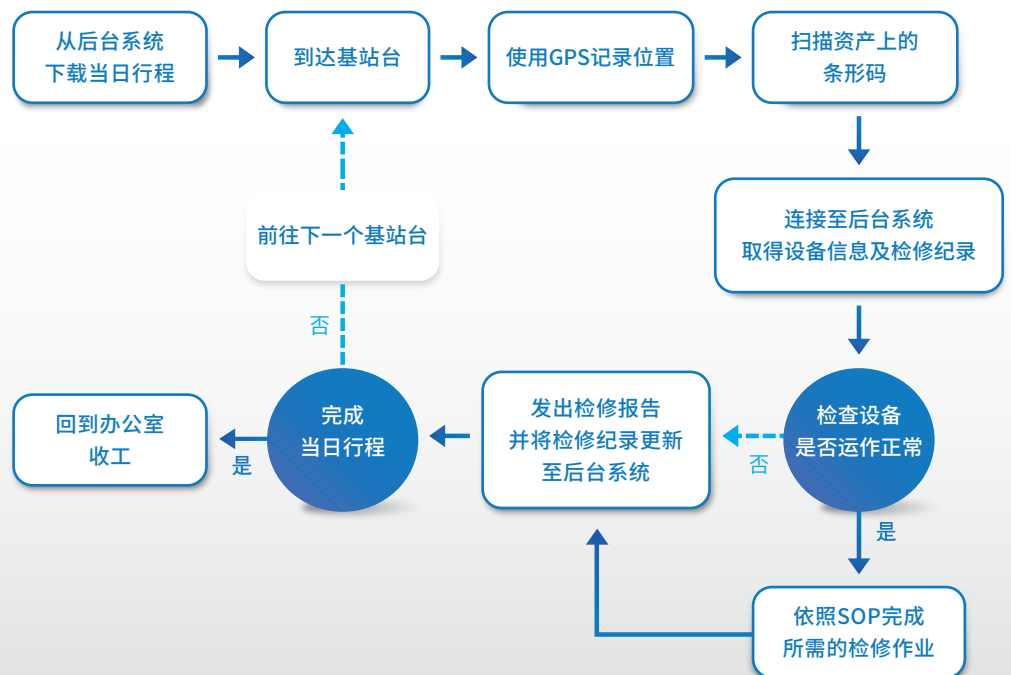 从后台系统
下载当日行程
到达基站台
使用GPS记录位置
扫描资产上的
条形码
连接至后台系统
取得设备信息及检修纪录
检查设备
是否运作正常
否
是
依照SOP完成
所需的检修作业
发出检修报告
并将检修纪录更新
至后台系统
完成
当日行程
否
前往下一个基站台
是
回到办公室
收工